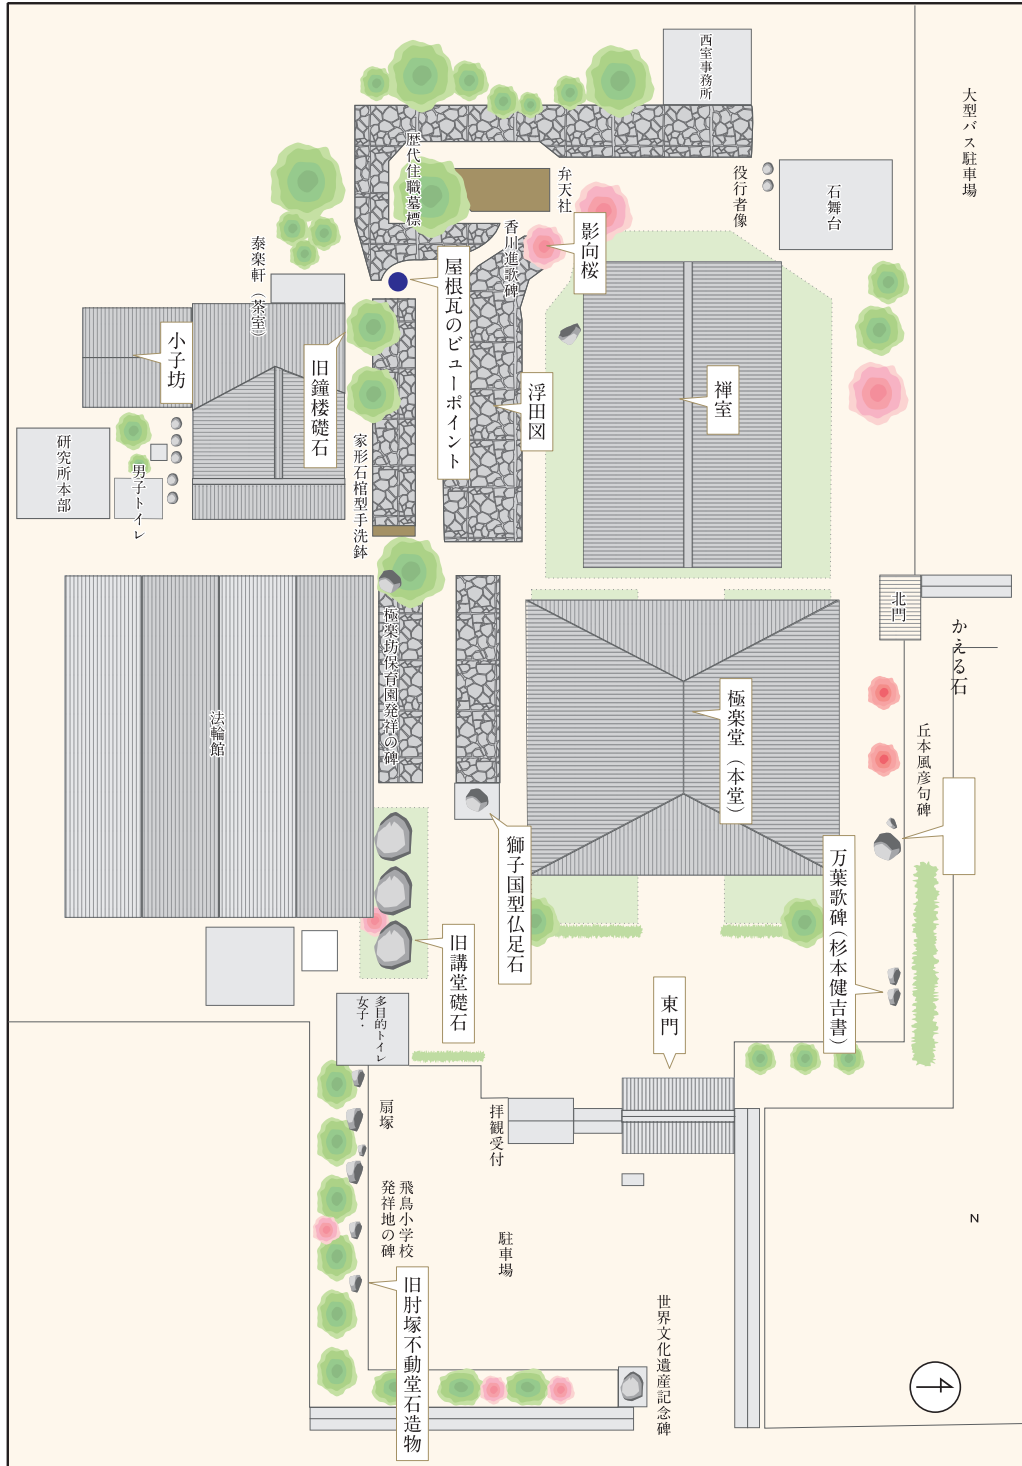 西室事務所
大型バス駐車場
歴代住職墓標
弁天社
役行者像
石舞台
香川進歌碑
影向桜
屋根瓦のビューポイント
泰楽軒（茶室）
小子坊
旧鐘楼礎石
浮田図
禅室
研究所本部
男子トイレ
家形石棺型手洗鉢
北門
かえる石
極楽坊保育園発祥の碑
法輪館
極楽堂（本堂）
丘本風彦句碑
獅子国型仏足石
万葉歌碑（杉本健吉書）
旧講堂礎石
東門
多目的トイレ
女子・
扇塚
拝観受付
飛鳥小学校
発祥地の碑
駐車場
旧肘塚不動堂石造物
世界文化遺産記念碑
N